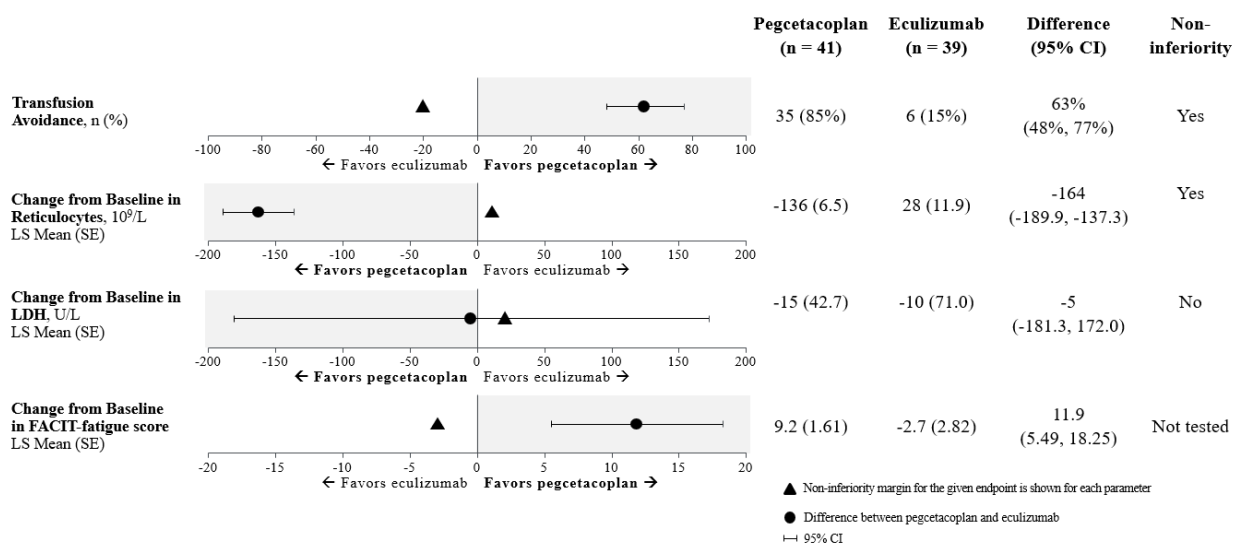 Pegcetacoplan Eculizumab Difference Non-
(n = 41) (n = 39) (95% CI) inferiority
Transfusion
Avoidance, n (%)
35 (85%) 6 (15%) 63% Yes
(48%, 77%)
-100 -80 -60 -40 -20 0 20 40 60 80 100
← Favors eculizumab Favors pegcetacoplan →
Change from Baseline in
Reticulocytes, 10⁹/L
LS Mean (SE)
-136 (6.5) 28 (11.9) -164 Yes
(-189.9, -137.3)
-200 -150 -100 -50 0 50 100 150 200
← Favors pegcetacoplan Favors eculizumab →
Change from Baseline in
LDH, U/L
LS Mean (SE)
-15 (42.7) -10 (71.0) -5 No
(-181.3, 172.0)
-200 -150 -100 -50 0 50 100 150 200
← Favors pegcetacoplan Favors eculizumab →
Change from Baseline
in FACIT-fatigue score
LS Mean (SE)
9.2 (1.61) -2.7 (2.82) 11.9 Not tested
(5.49, 18.25)
-20 -15 -10 -5 0 5 10 15 20
← Favors eculizumab Favors pegcetacoplan →
▲ Non-inferiority margin for the given endpoint is shown for each parameter
● Difference between pegcetacoplan and eculizumab
95% CI